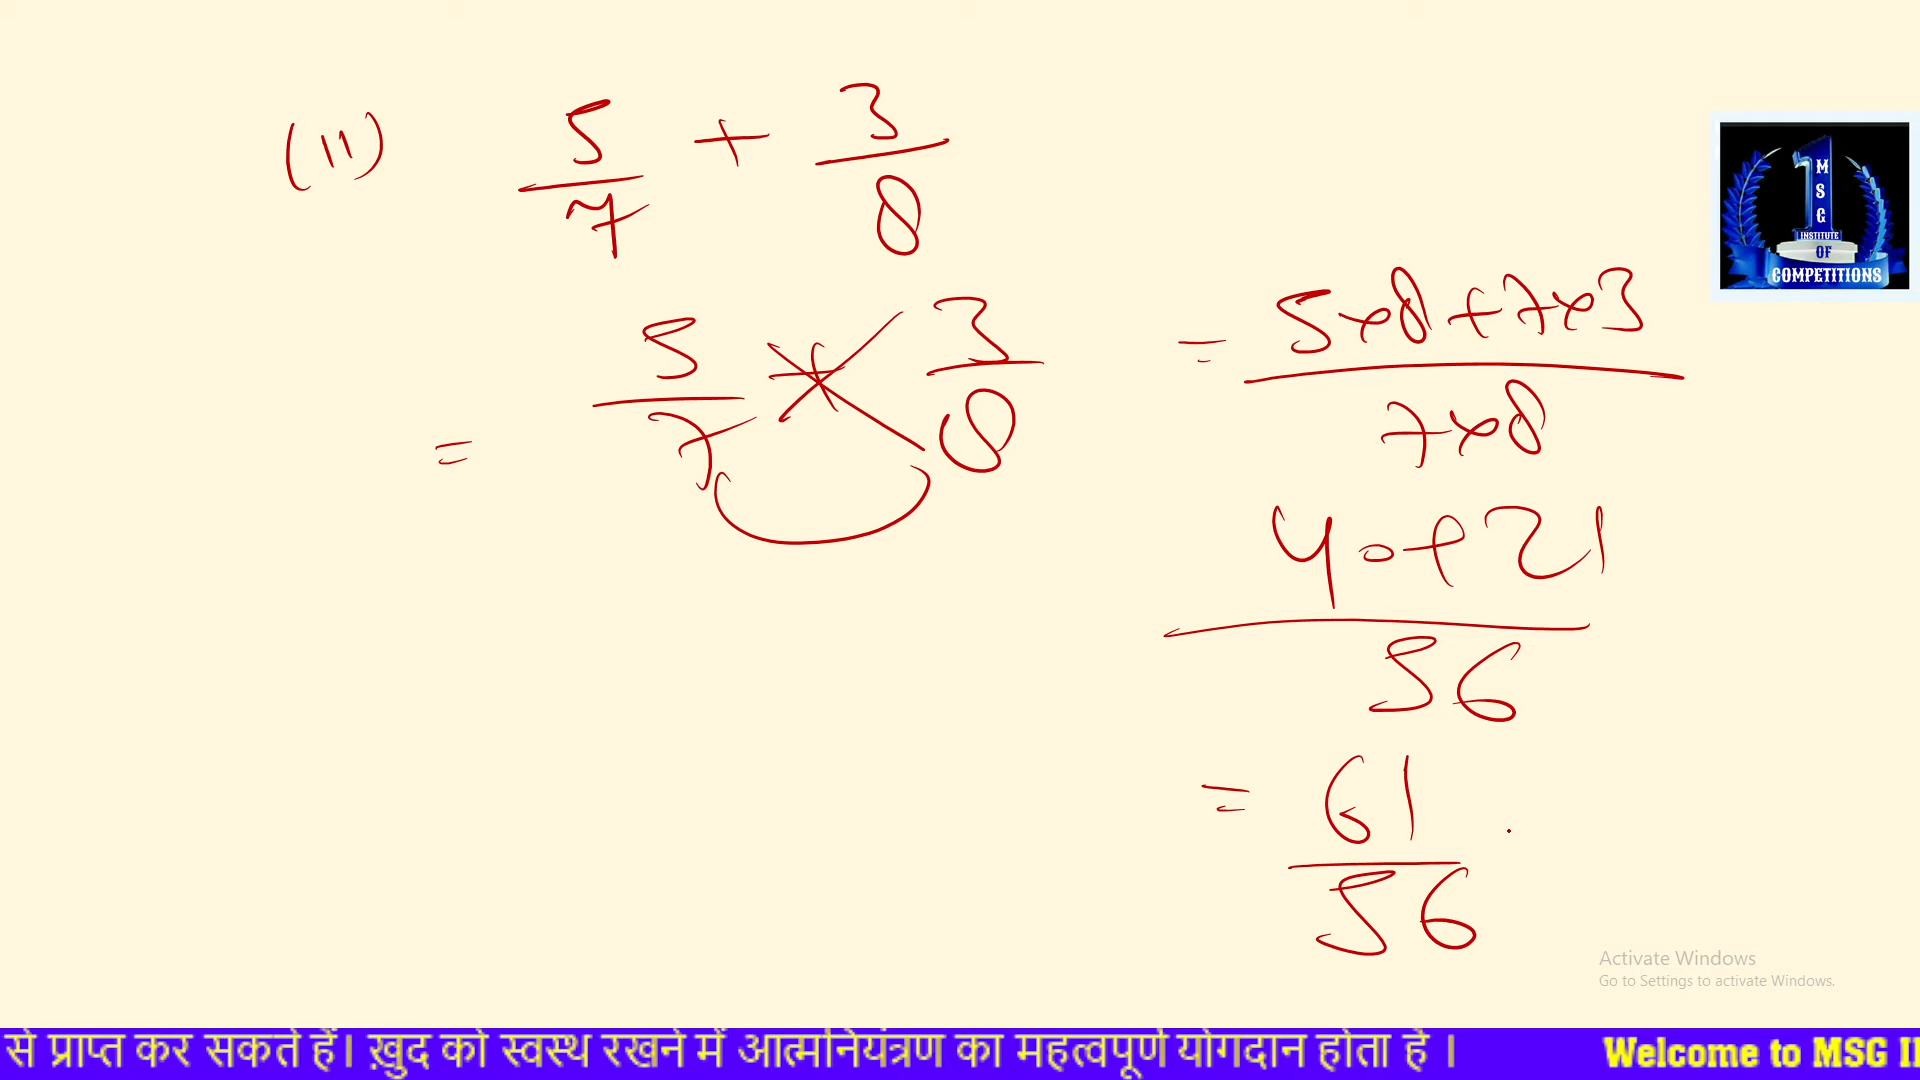 (11) 5/7 + 3/8
= 5/7 + 3/8
= 5×8+7×3 / 7×8
40+21 / 56
= 61 / 56 .
1
M
S
G
INSTITUTE
OF
COMPETITIONS
Activate Windows
Go to Settings to activate Windows.
से प्राप्त कर सकते हैं। ख़ुद को स्वस्थ रखने में आत्मनियंत्रण का महत्वपूर्ण योगदान होता है ।
Welcome to MSG I